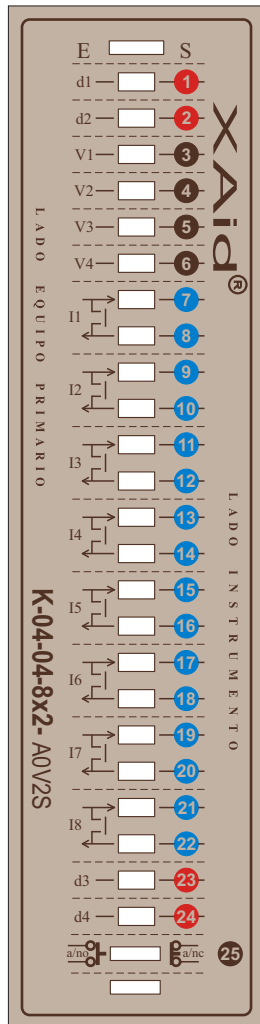 E S
d1 1
d2 2
V1 3
V2 4
V3 5
V4 6
I1 7
8
I2 9
10
I3 11
12
I4 13
14
I5 15
16
I6 17
18
I7 19
20
I8 21
22
d3 23
d4 24
a/no a/nc 25
XAid®
LADO EQUIPO PRIMARIO
LADO INSTRUMENTO
K-04-04-8x2- A0V2S